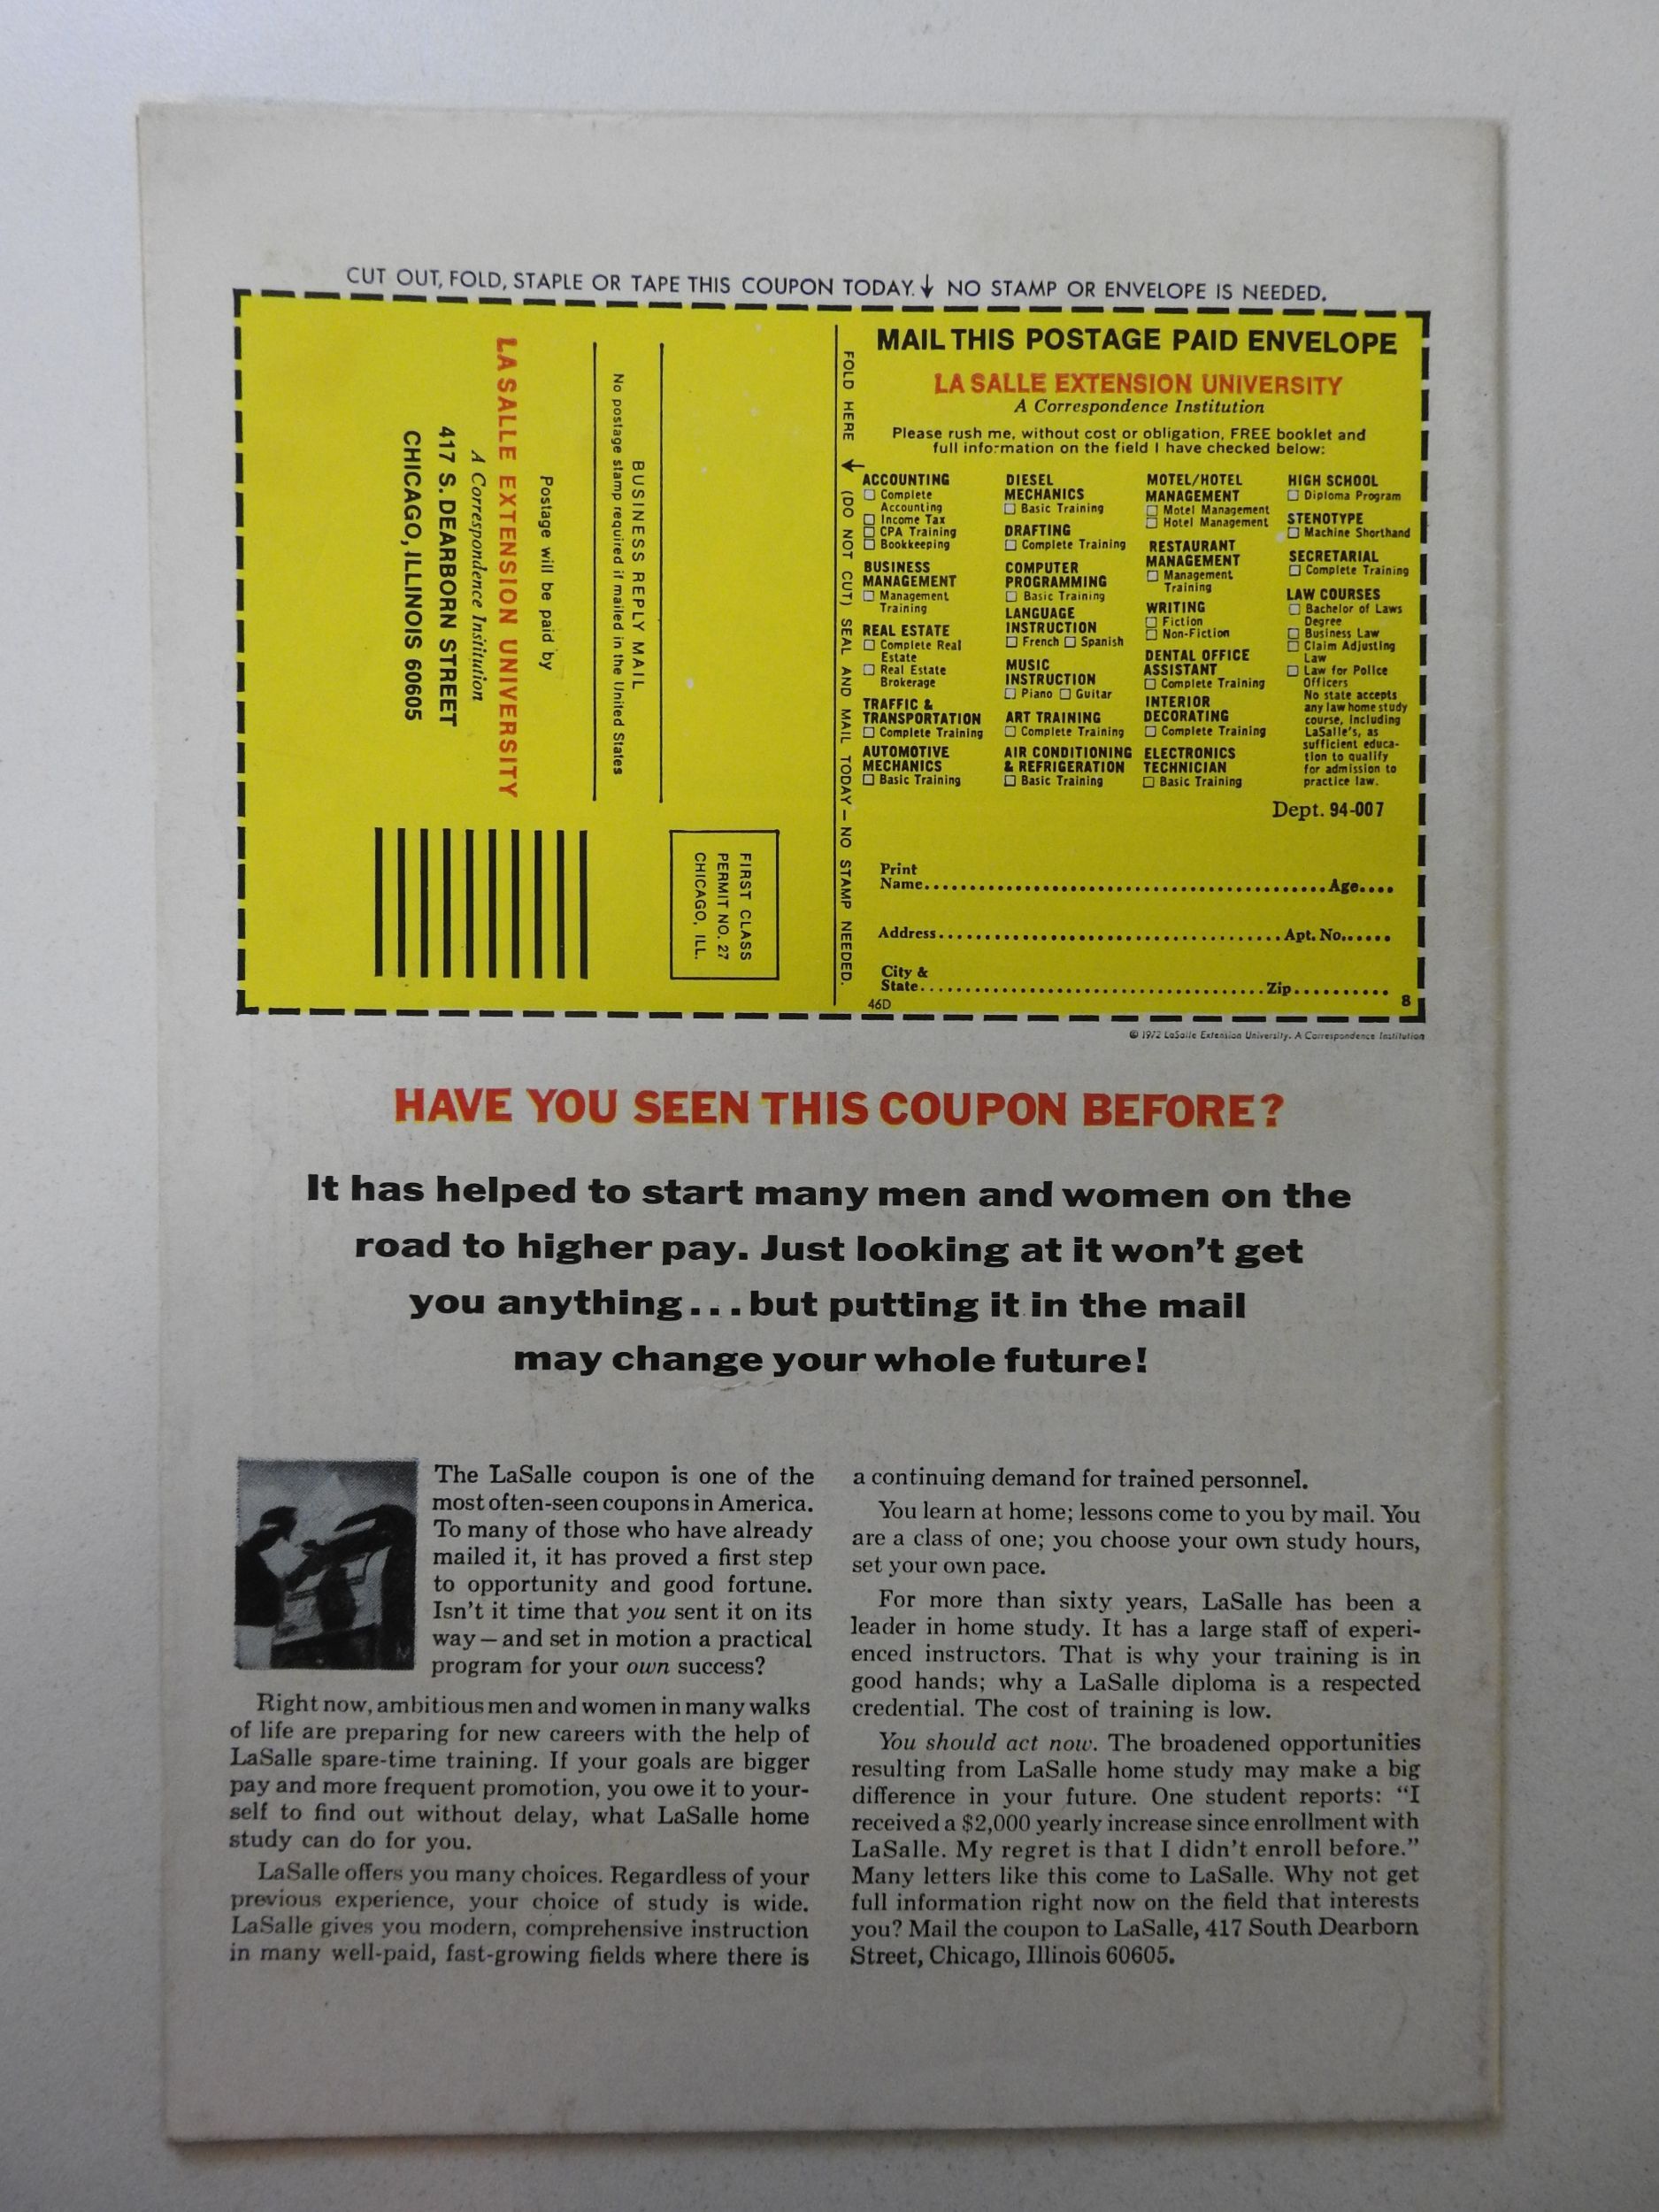 CUT OUT, FOLD, STAPLE OR TAPE THIS COUPON TODAY.↓ NO STAMP OR ENVELOPE IS NEEDED.
LA SALLE EXTENSION UNIVERSITY
A Correspondence Institution
417 S. DEARBORN STREET
CHICAGO, ILLINOIS 60605
Postage will be paid by
No postage stamp required if mailed in the United States
BUSINESS REPLY MAIL
FIRST CLASS
PERMIT NO. 27
CHICAGO, ILL.
FOLD HERE ↓ (DO NOT CUT) SEAL AND MAIL TODAY — NO STAMP NEEDED.
MAIL THIS POSTAGE PAID ENVELOPE
LA SALLE EXTENSION UNIVERSITY
A Correspondence Institution
Please rush me, without cost or obligation, FREE booklet and
full information on the field I have checked below:
ACCOUNTING
☐ Complete
Accounting
☐ Income Tax
☐ CPA Training
☐ Bookkeeping
BUSINESS
MANAGEMENT
☐ Management
Training
REAL ESTATE
☐ Complete Real
Estate
☐ Real Estate
Brokerage
TRAFFIC &
TRANSPORTATION
☐ Complete Training
AUTOMOTIVE
MECHANICS
☐ Basic Training
DIESEL
MECHANICS
☐ Basic Training
DRAFTING
☐ Complete Training
COMPUTER
PROGRAMMING
☐ Basic Training
LANGUAGE
INSTRUCTION
☐ French ☐ Spanish
MUSIC
INSTRUCTION
☐ Piano ☐ Guitar
ART TRAINING
☐ Complete Training
AIR CONDITIONING
& REFRIGERATION
☐ Basic Training
MOTEL/HOTEL
MANAGEMENT
☐ Motel Management
☐ Hotel Management
RESTAURANT
MANAGEMENT
☐ Management
Training
WRITING
☐ Fiction
☐ Non-Fiction
DENTAL OFFICE
ASSISTANT
☐ Complete Training
INTERIOR
DECORATING
☐ Complete Training
ELECTRONICS
TECHNICIAN
☐ Basic Training
HIGH SCHOOL
☐ Diploma Program
STENOTYPE
☐ Machine Shorthand
SECRETARIAL
☐ Complete Training
LAW COURSES
☐ Bachelor of Laws
Degree
☐ Business Law
☐ Claim Adjusting
Law
☐ Law for Police
Officers
No state accepts
any law home study
course, including
LaSalle's, as
sufficient educa-
tion to qualify
for admission to
practice law.
Dept. 94-007
Print
Name........Age....
Address........Apt. No......
City &
State........Zip..........
46D 8
© 1972 LaSalle Extension University. A Correspondence Institution
HAVE YOU SEEN THIS COUPON BEFORE?
It has helped to start many men and women on the
road to higher pay. Just looking at it won't get
you anything...but putting it in the mail
may change your whole future!
The LaSalle coupon is one of the
most often-seen coupons in America.
To many of those who have already
mailed it, it has proved a first step
to opportunity and good fortune.
Isn't it time that you sent it on its
way—and set in motion a practical
program for your own success?
Right now, ambitious men and women in many walks
of life are preparing for new careers with the help of
LaSalle spare-time training. If your goals are bigger
pay and more frequent promotion, you owe it to your-
self to find out without delay, what LaSalle home
study can do for you.
LaSalle offers you many choices. Regardless of your
previous experience, your choice of study is wide.
LaSalle gives you modern, comprehensive instruction
in many well-paid, fast-growing fields where there is
a continuing demand for trained personnel.
You learn at home; lessons come to you by mail. You
are a class of one; you choose your own study hours,
set your own pace.
For more than sixty years, LaSalle has been a
leader in home study. It has a large staff of experi-
enced instructors. That is why your training is in
good hands; why a LaSalle diploma is a respected
credential. The cost of training is low.
You should act now. The broadened opportunities
resulting from LaSalle home study may make a big
difference in your future. One student reports: “I
received a $2,000 yearly increase since enrollment with
LaSalle. My regret is that I didn't enroll before.”
Many letters like this come to LaSalle. Why not get
full information right now on the field that interests
you? Mail the coupon to LaSalle, 417 South Dearborn
Street, Chicago, Illinois 60605.